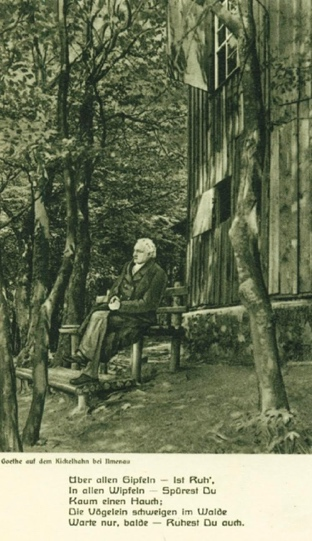 Goethe auf dem Kickelhahn bei Ilmenau
Über allen Gipfeln — Ist Ruh',
In allen Wipfeln — Spürest Du
Kaum einen Hauch;
Die Vögelein schweigen im Walde
Warte nur, balde — Ruhest Du auch.